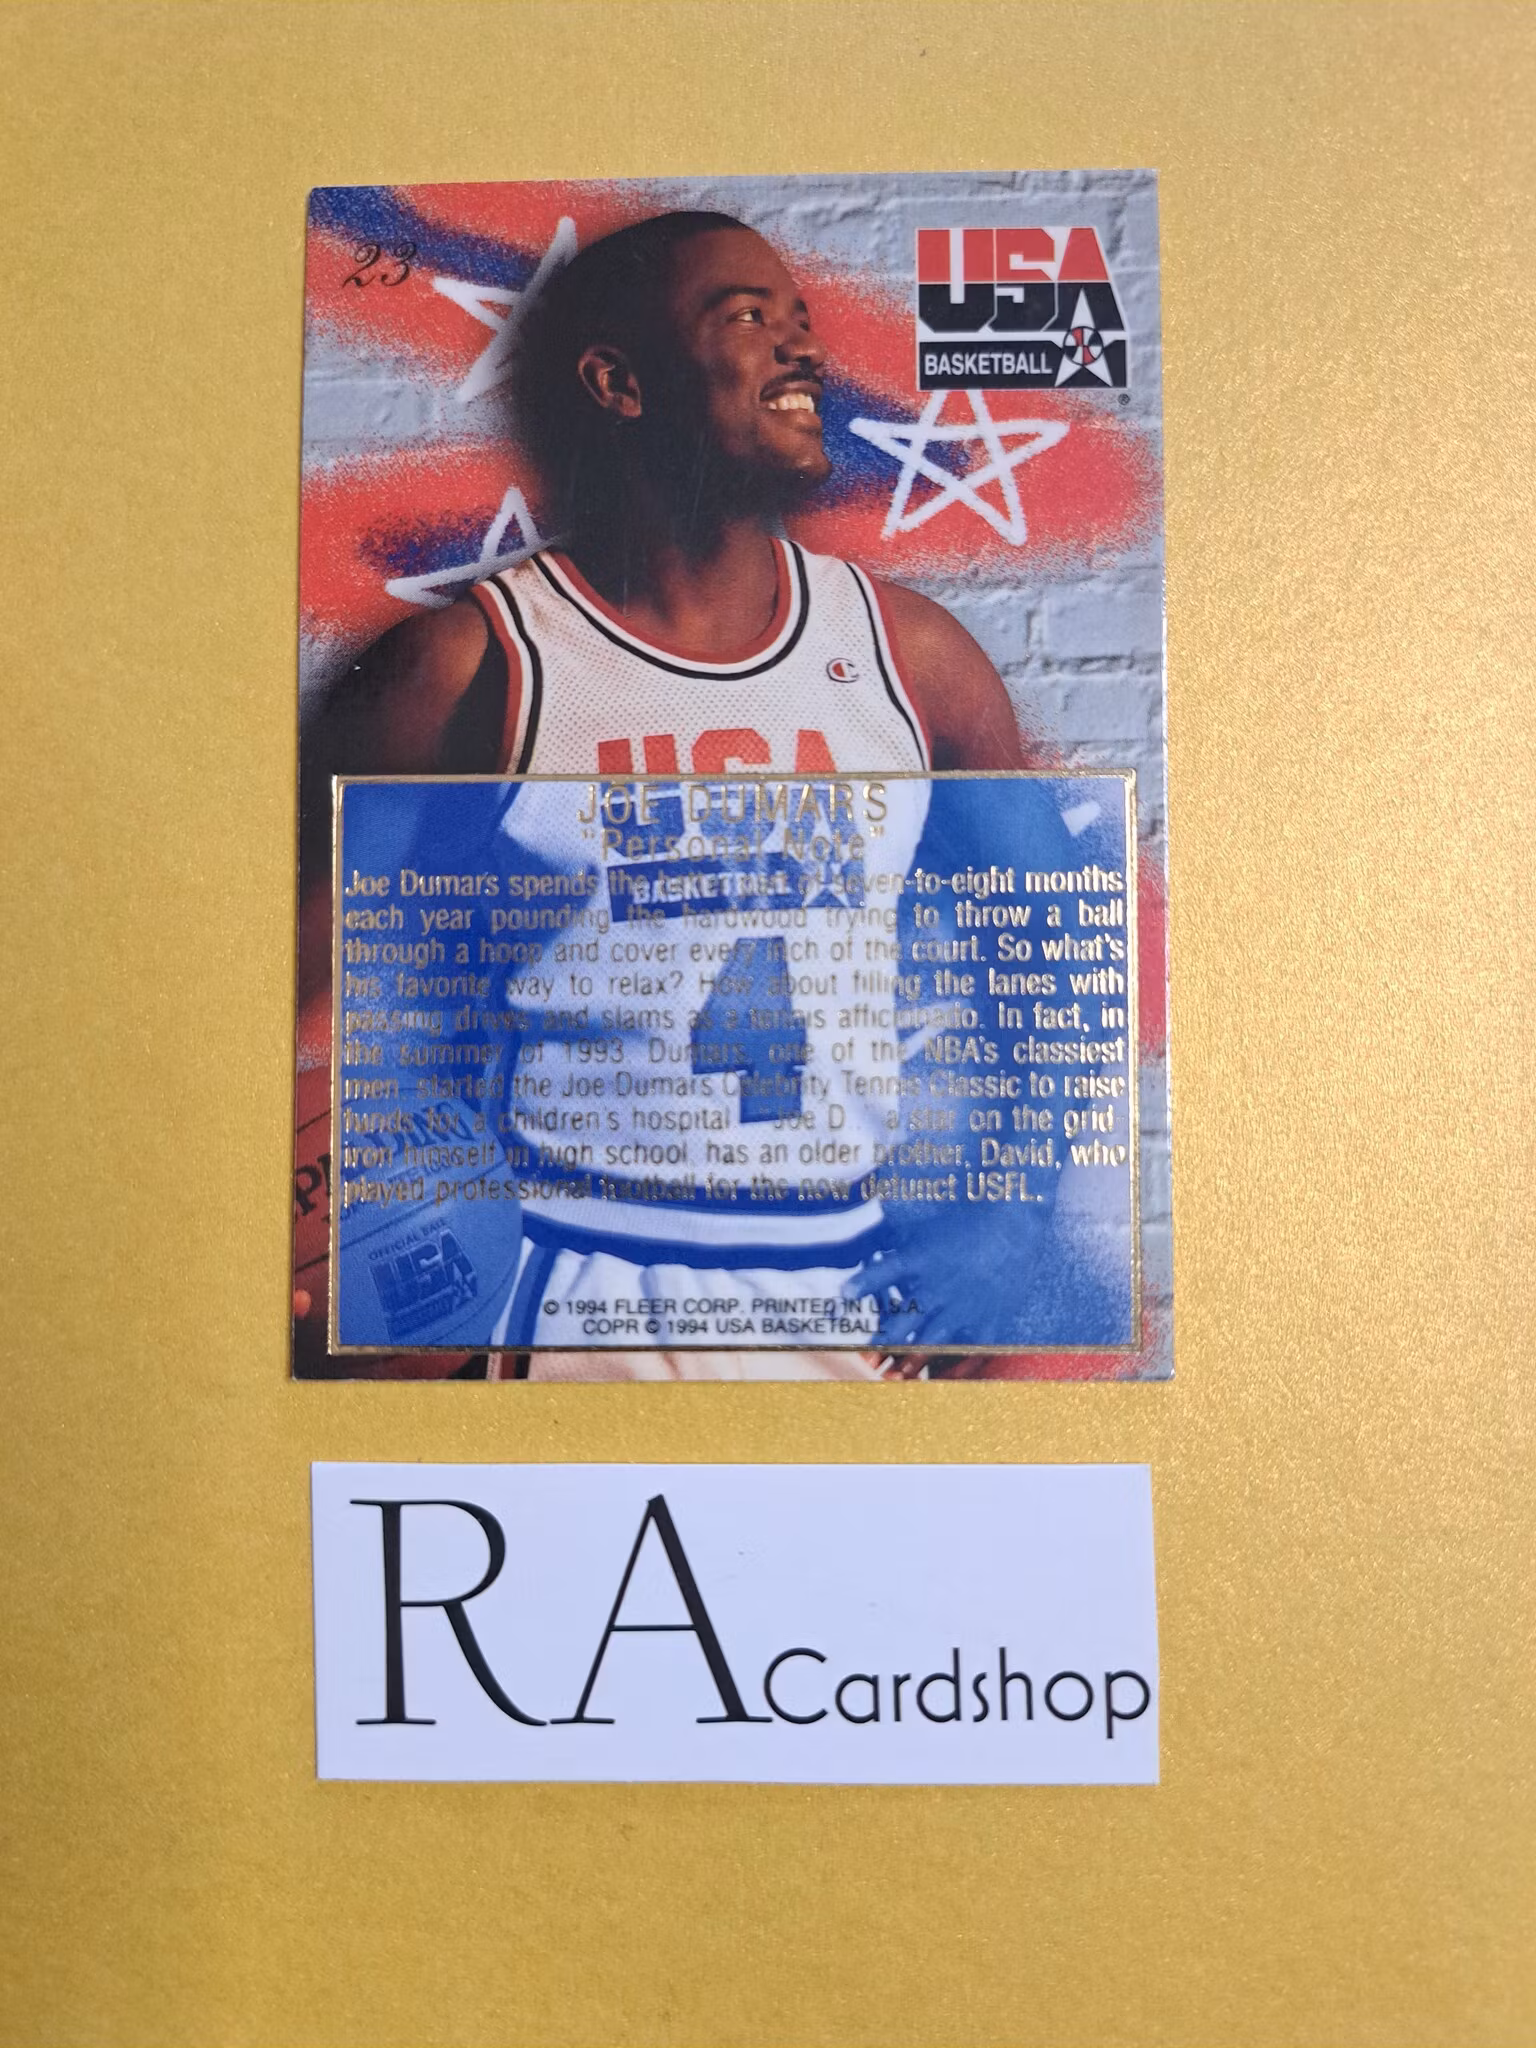 23
USA
BASKETBALL
®
C
USA
JOE DUMARS
"Personal Note"
BASKETBALL
Joe Dumars spends the better part of seven-to-eight months
each year pounding the hardwood trying to throw a ball
through a hoop and cover every inch of the court. So what's
his favorite way to relax? How about filling the lanes with
passing drives and slams as a tennis afficionado. In fact, in
the summer of 1993, Dumars, one of the NBA's classiest
men, started the Joe Dumars Celebrity Tennis Classic to raise
funds for a children's hospital. "Joe D", a star on the grid-
iron himself in high school, has an older brother, David, who
played professional football for the now defunct USFL.
4
OFFICIAL BALL
USA
© 1994 FLEER CORP. PRINTED IN U.S.A.
COPR © 1994 USA BASKETBALL
RA Cardshop